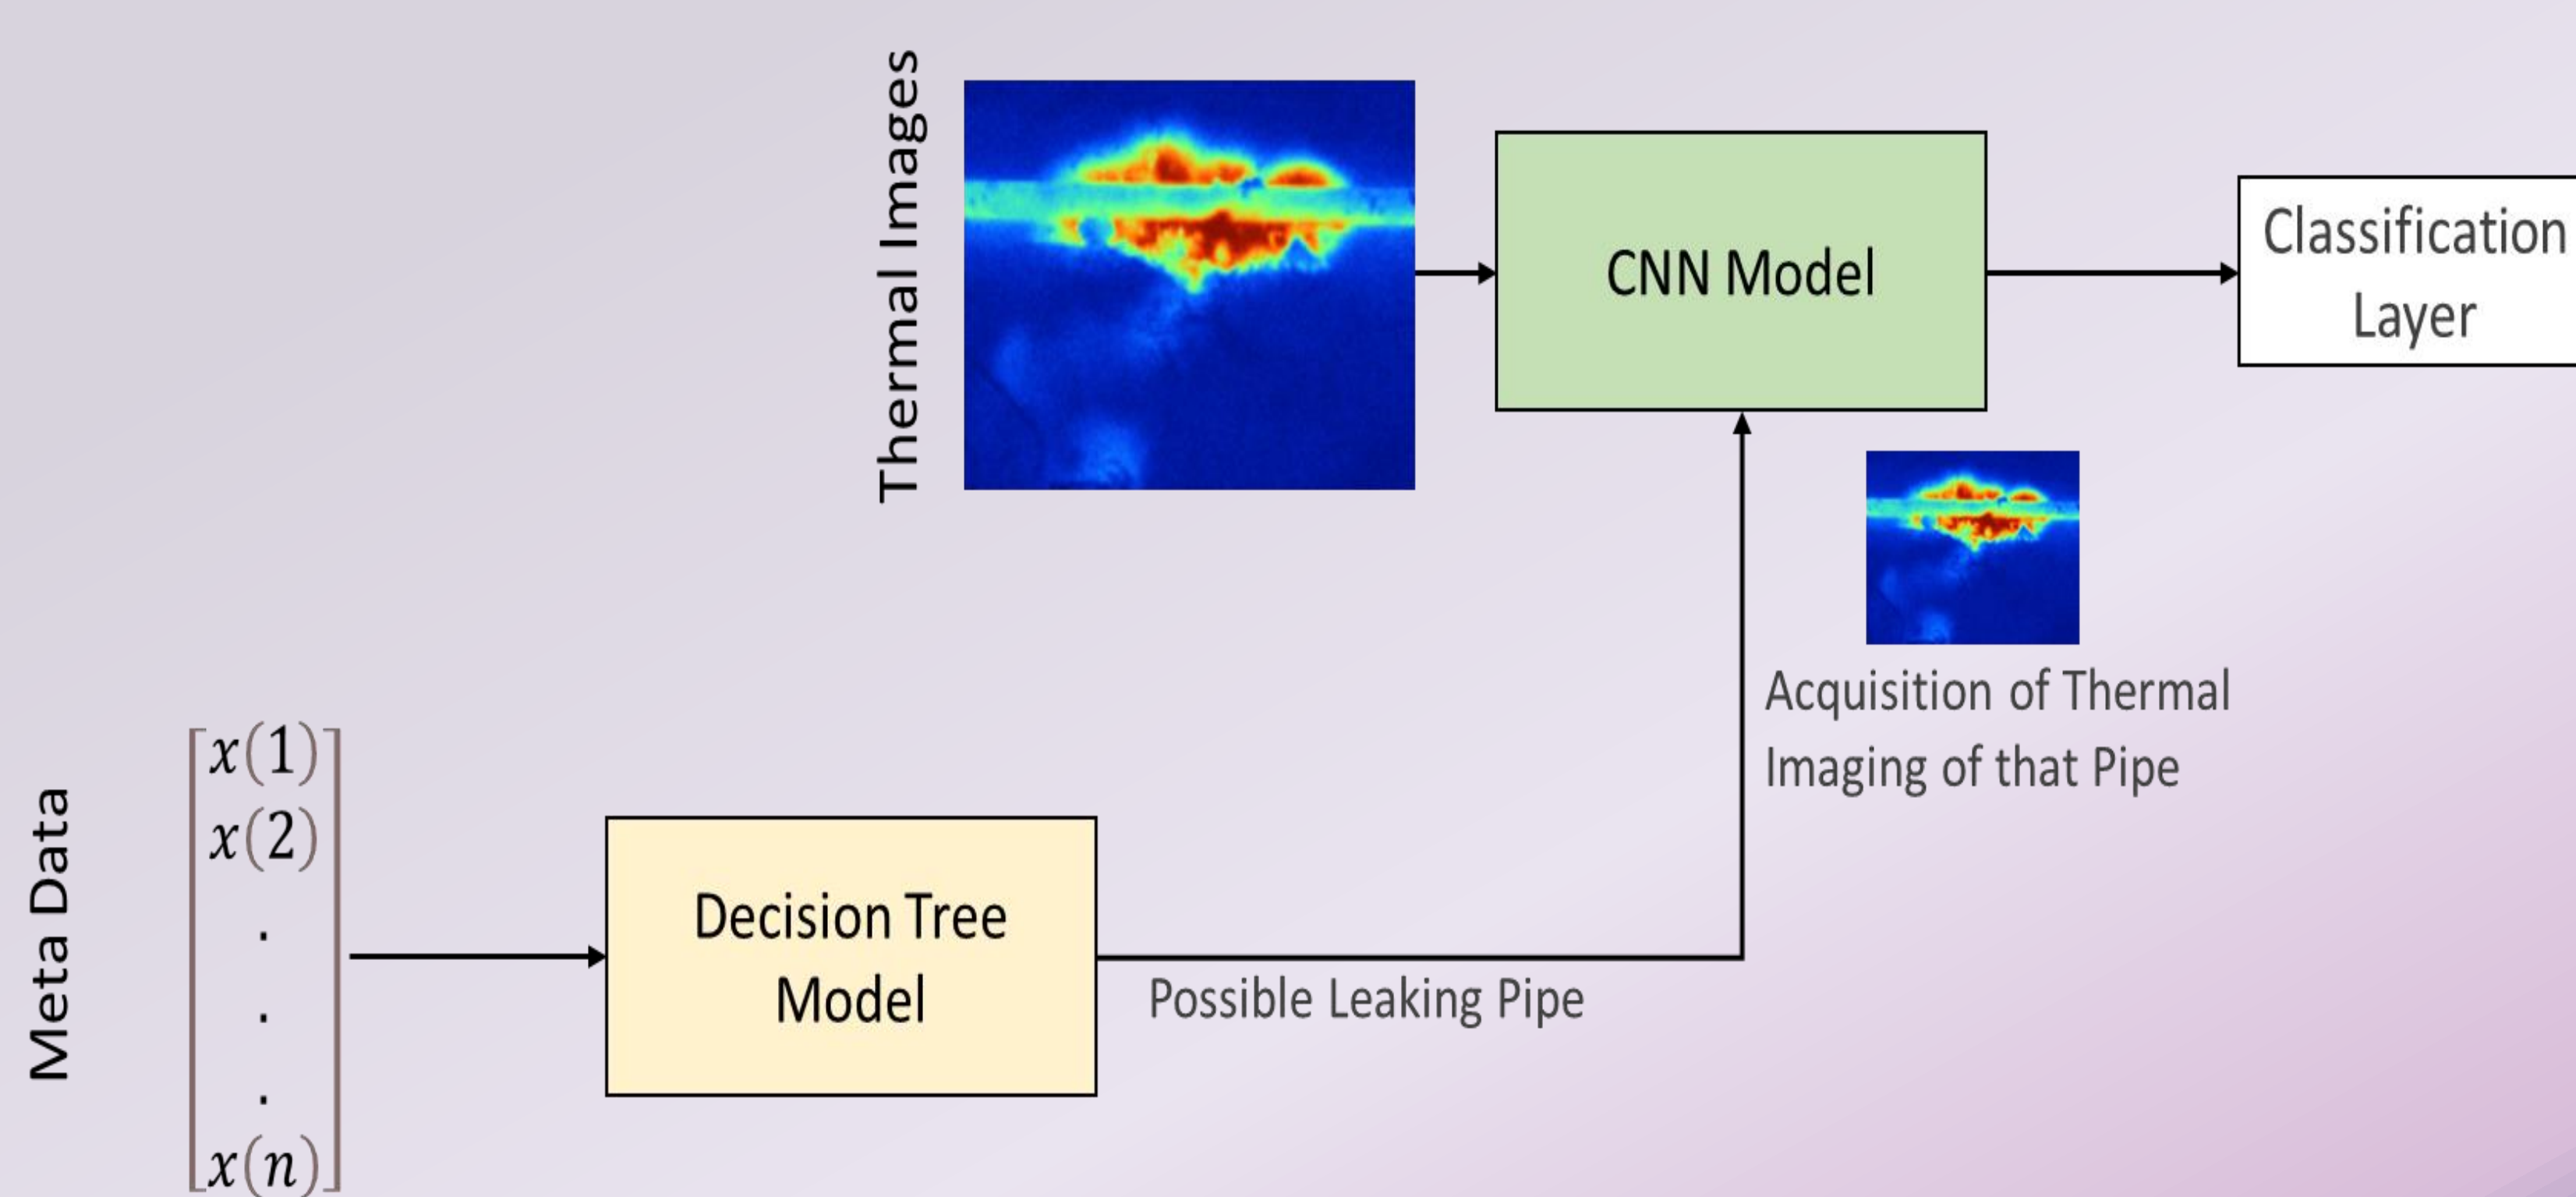 Thermal Images
CNN Model
Classification
Layer
Acquisition of Thermal
Imaging of that Pipe
Meta Data
x(1)
x(2)
.
.
.
x(n)
Decision Tree
Model
Possible Leaking Pipe